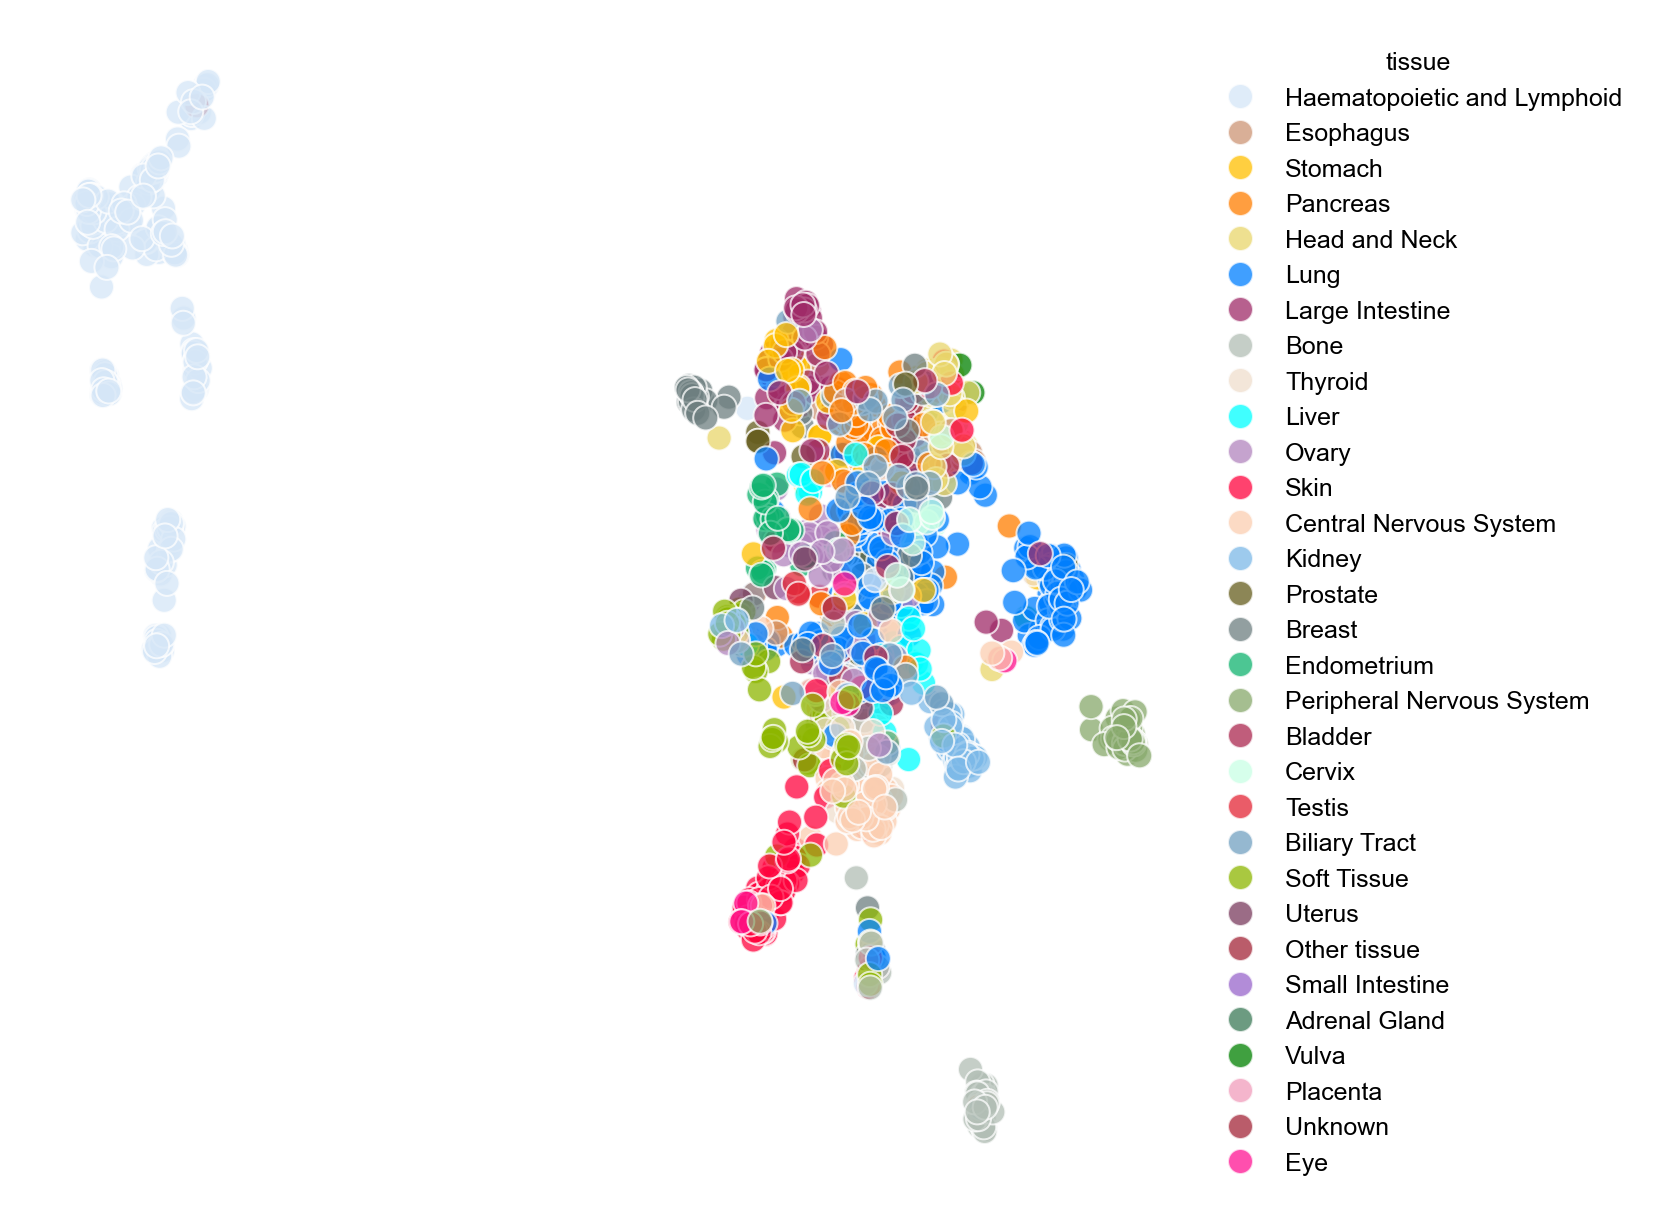 tissue
Haematopoietic and Lymphoid
Esophagus
Stomach
Pancreas
Head and Neck
Lung
Large Intestine
Bone
Thyroid
Liver
Ovary
Skin
Central Nervous System
Kidney
Prostate
Breast
Endometrium
Peripheral Nervous System
Bladder
Cervix
Testis
Biliary Tract
Soft Tissue
Uterus
Other tissue
Small Intestine
Adrenal Gland
Vulva
Placenta
Unknown
Eye